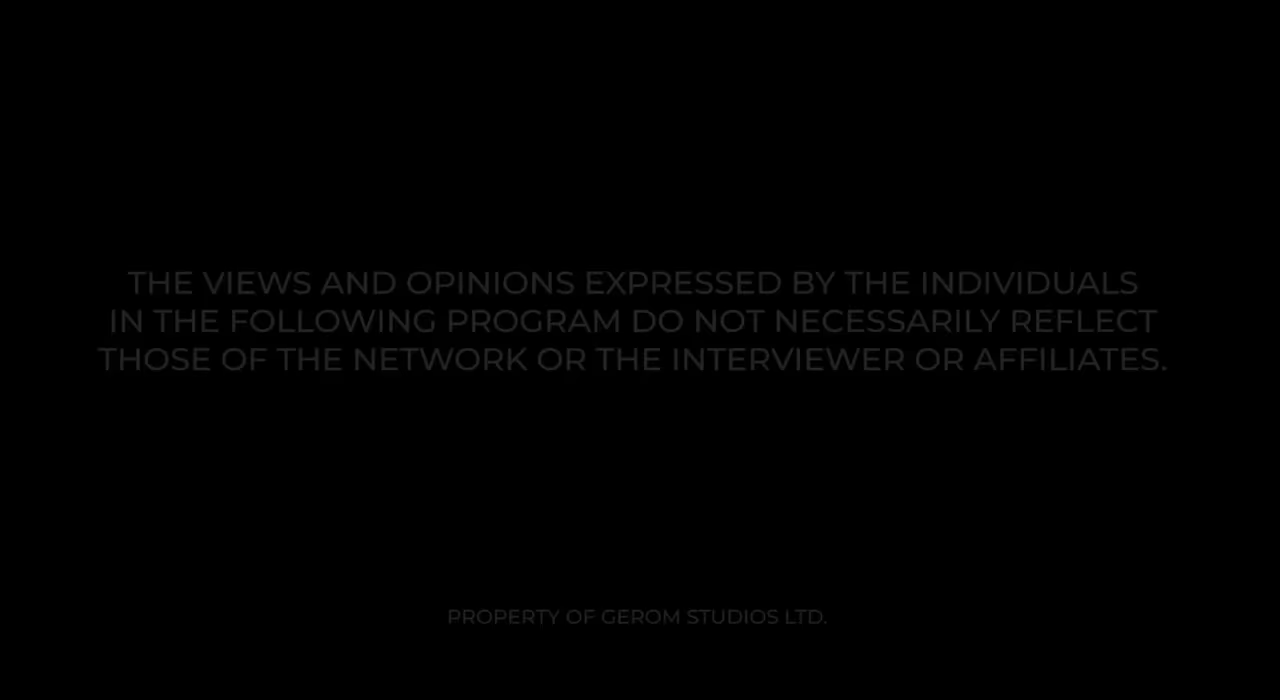 THE VIEWS AND OPINIONS EXPRESSED BY THE INDIVIDUALS
IN THE FOLLOWING PROGRAM DO NOT NECESSARILY REFLECT
THOSE OF THE NETWORK OR THE INTERVIEWER OR AFFILIATES.
PROPERTY OF GEROM STUDIOS LTD.